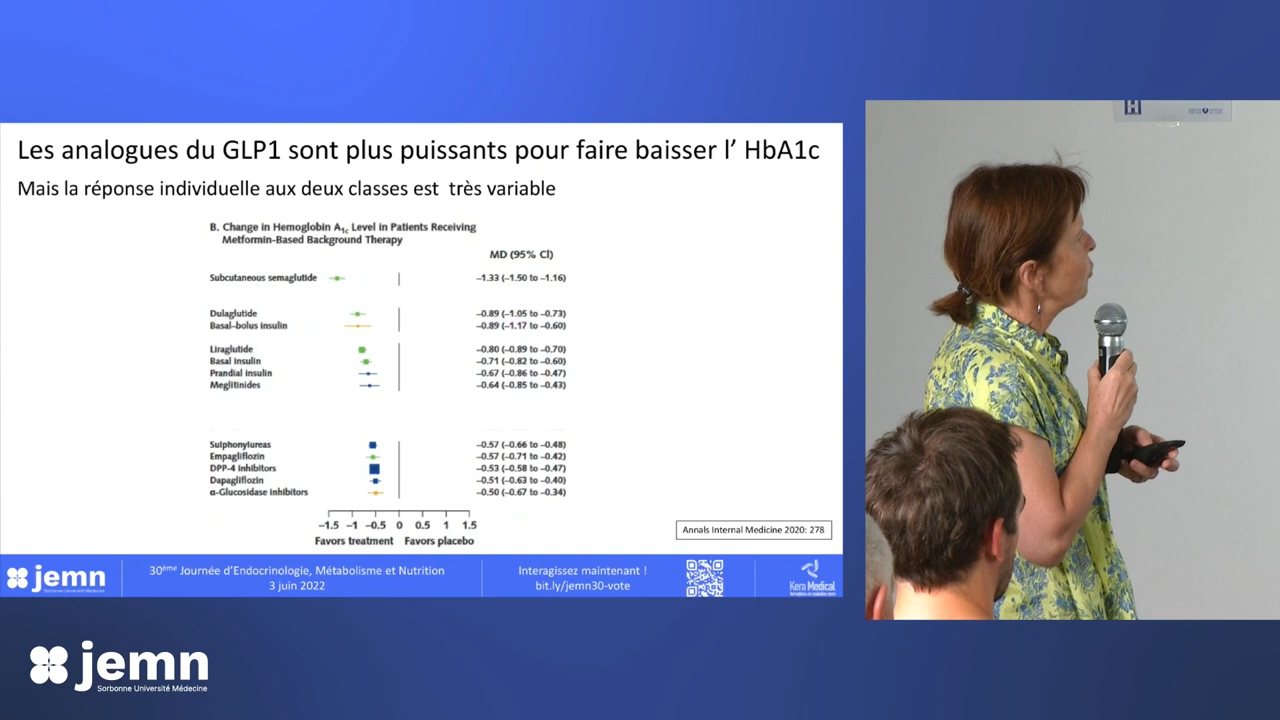 Les analogues du GLP1 sont plus puissants pour faire baisser l’ HbA1c
Mais la réponse individuelle aux deux classes est très variable
B. Change in Hemoglobin A1c Level in Patients Receiving
Metformin-Based Background Therapy
MD (95% CI)
Subcutaneous semaglutide −1.33 (−1.50 to −1.16)
Dulaglutide −0.89 (−1.05 to −0.73)
Basal–bolus insulin −0.89 (−1.17 to −0.60)
Liraglutide −0.80 (−0.89 to −0.70)
Basal insulin −0.71 (−0.82 to −0.60)
Prandial insulin −0.67 (−0.86 to −0.47)
Meglitinides −0.64 (−0.85 to −0.43)
Sulphonylureas −0.57 (−0.66 to −0.48)
Empagliflozin −0.57 (−0.71 to −0.42)
DPP-4 Inhibitors −0.53 (−0.58 to −0.47)
Dapagliflozin −0.51 (−0.63 to −0.40)
α-Glucosidase inhibitors −0.50 (−0.67 to −0.34)
−1.5 −1 −0.5 0 0.5 1 1.5
Favors treatment Favors placebo
Annals Internal Medicine 2020: 278
jemn
Sorbonne Université Médecine
30ème Journée d’Endocrinologie, Métabolisme et Nutrition
3 juin 2022
Interagissez maintenant !
bit.ly/jemn30-vote
Kera Medical
jemn
Sorbonne Université Médecine
H